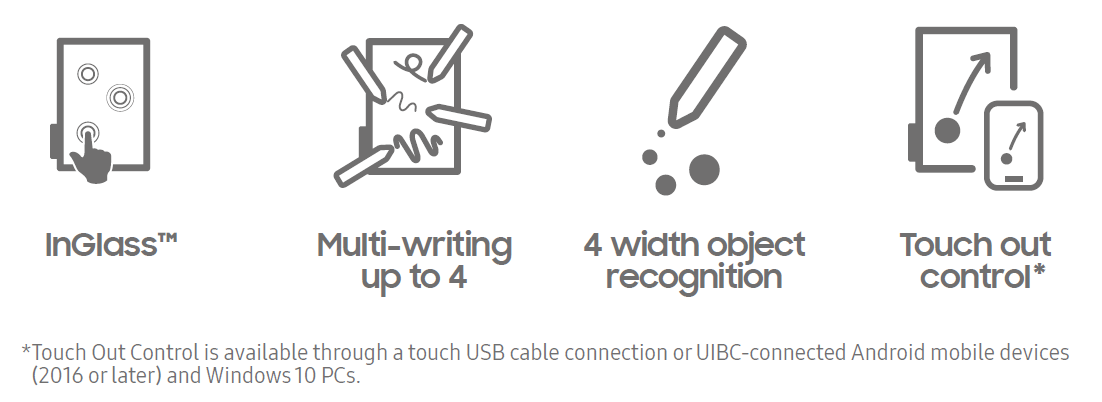 InGlass™
Multi-writing
up to 4
4 width object
recognition
Touch out
control*
*Touch Out Control is available through a touch USB cable connection or UIBC-connected Android mobile devices
(2016 or later) and Windows 10 PCs.